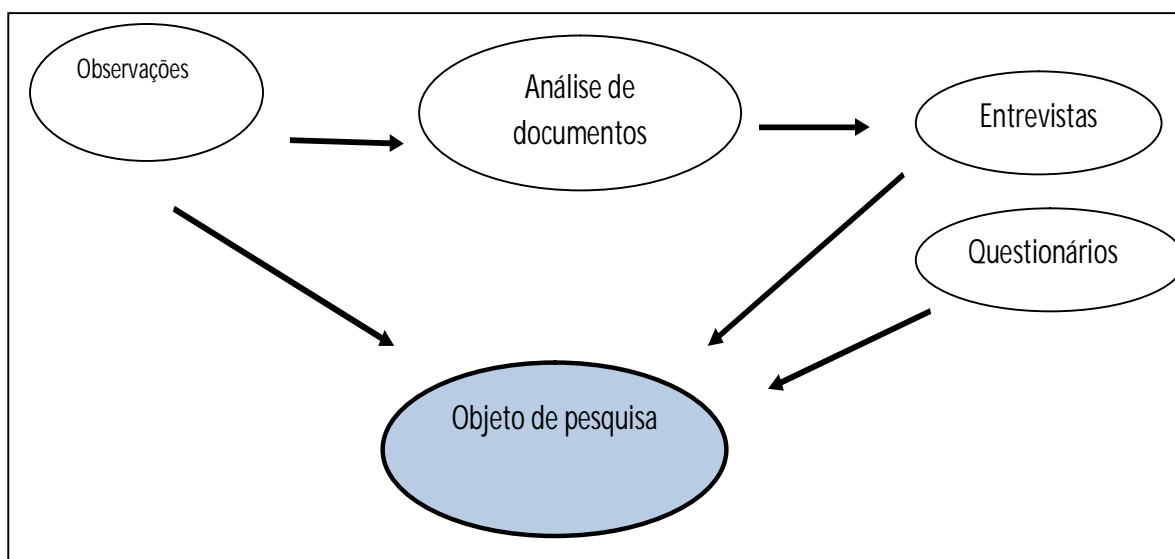 Observações
Análise de
documentos
Entrevistas
Questionários
Objeto de pesquisa